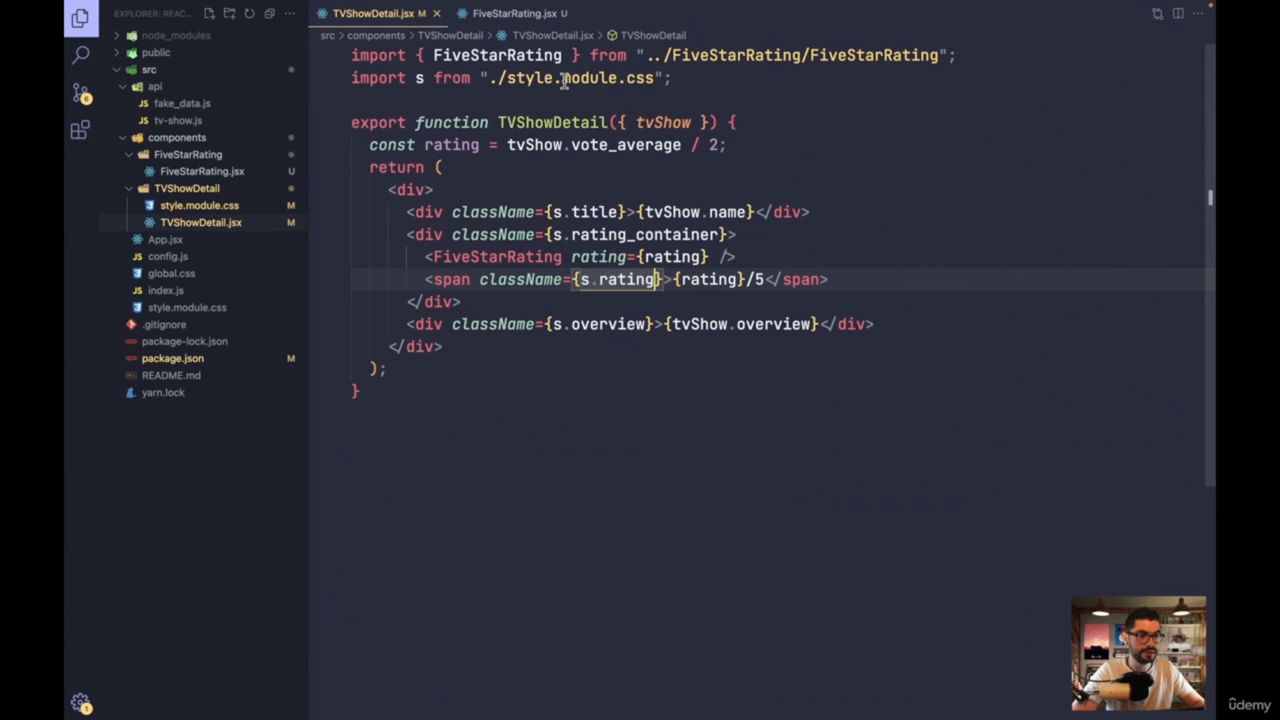 EXPLORER: REAC...
node_modules
public
src
api
fake_data.js
tv-show.js
components
FiveStarRating
FiveStarRating.jsx U
TVShowDetail
style.module.css M
TVShowDetail.jsx M
App.jsx
config.js
global.css
index.js
style.module.css
.gitignore
package-lock.json
package.json M
README.md
yarn.lock
6
1
TVShowDetail.jsx M
FiveStarRating.jsx U
src > components > TVShowDetail > TVShowDetail.jsx > TVShowDetail
import { FiveStarRating } from "../FiveStarRating/FiveStarRating";
import s from "./style.module.css";
export function TVShowDetail({ tvShow }) {
const rating = tvShow.vote_average / 2;
return (
<div>
<div className={s.title}>{tvShow.name}</div>
<div className={s.rating_container}>
<FiveStarRating rating={rating} />
<span className={s.rating}>{rating}/5</span>
</div>
<div className={s.overview}>{tvShow.overview}</div>
</div>
);
}
ûdemy